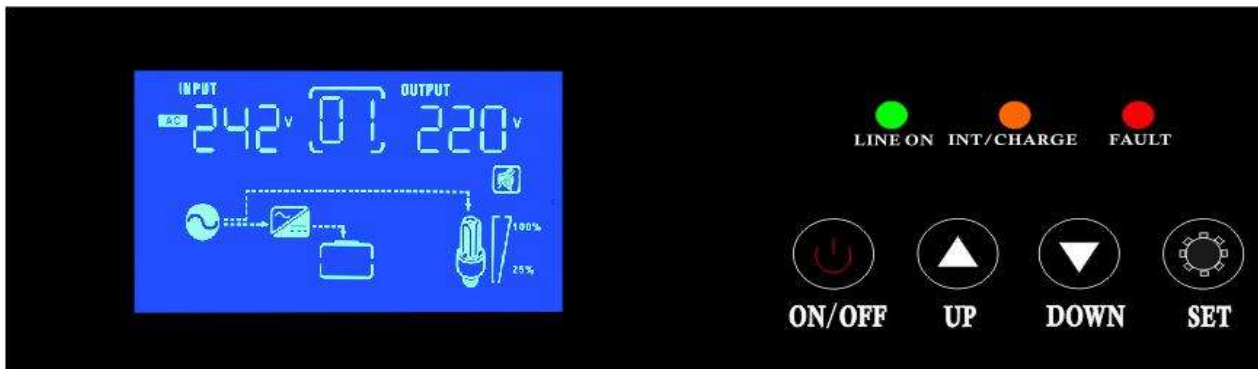 INPUT OUTPUT
AC 242 V 01 220 V
LINE ON INT/CHARGE FAULT
100%
25%
ON/OFF UP DOWN SET